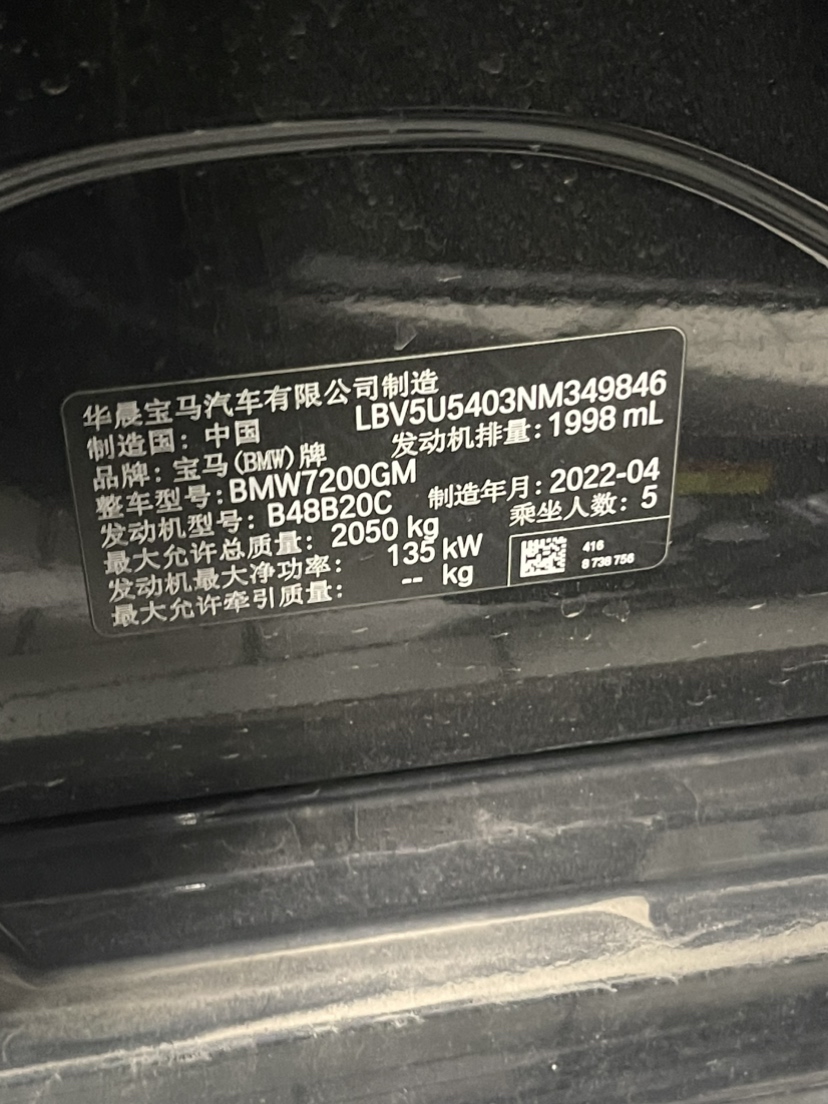 华晨宝马汽车有限公司制造
制造国：中国 LBV5U5403NM349846
品牌：宝马(BMW)牌 发动机排量：1998 mL
整车型号：BMW7200GM
发动机型号：B48B20C 制造年月：2022-04
最大允许总质量：2050 kg 乘坐人数：5
发动机最大净功率：135 kW
最大允许牵引质量：-- kg
416
8 738 756